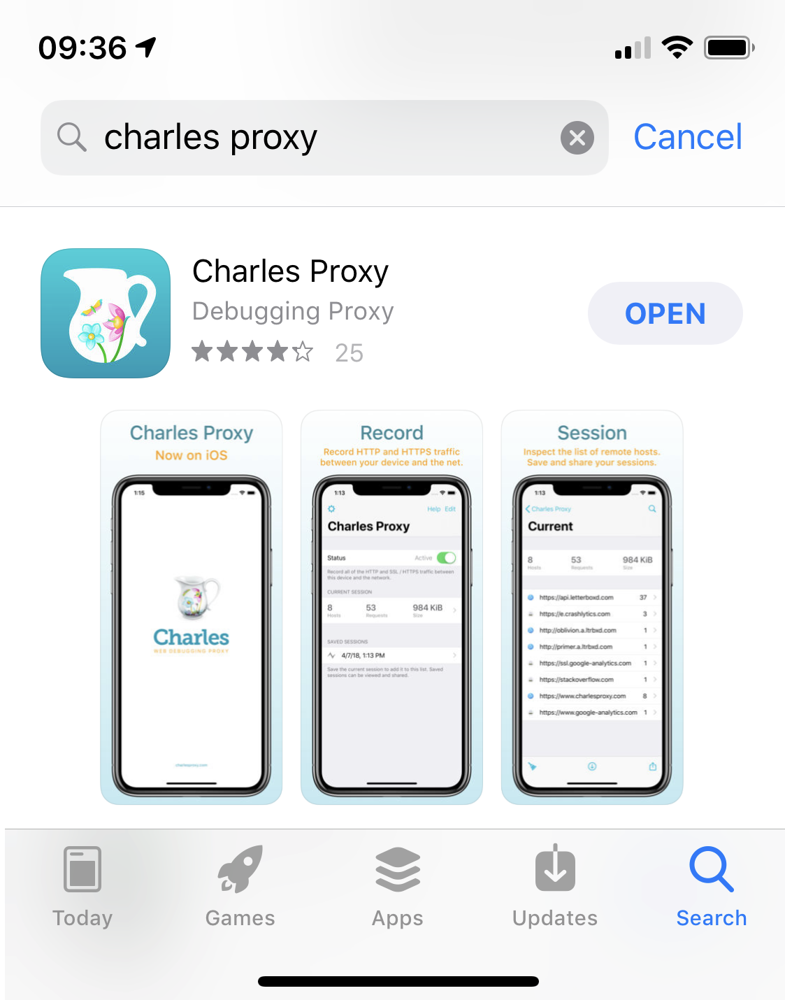 09:36
charles proxy
Cancel
Charles Proxy
Debugging Proxy
25
OPEN
Charles Proxy
Now on iOS
1:15
Charles
WEB DEBUGGING PROXY
charlesproxy.com
Record
Record HTTP and HTTPS traffic
between your device and the net.
1:13
Help Edit
Charles Proxy
Status Active
Record all of the HTTP and SSL / HTTPS traffic between
this device and the network.
CURRENT SESSION
8 53 984 KiB
Hosts Requests Size
SAVED SESSIONS
4/7/18, 1:13 PM
Save the current session to add it to this list. Saved
sessions can be viewed and shared.
Session
Inspect the list of remote hosts.
Save and share your sessions.
1:13
Charles Proxy
Current
8 53 984 KiB
Hosts Requests Size
https://api.letterboxd.com 37
https://e.crashlytics.com 3
http://oblivion.a.ltrbxd.com 1
http://primer.a.ltrbxd.com 1
https://ssl.google-analytics.com 1
https://stackoverflow.com 1
https://www.charlesproxy.com 8
https://www.google-analytics.com 1
Today
Games
Apps
Updates
Search